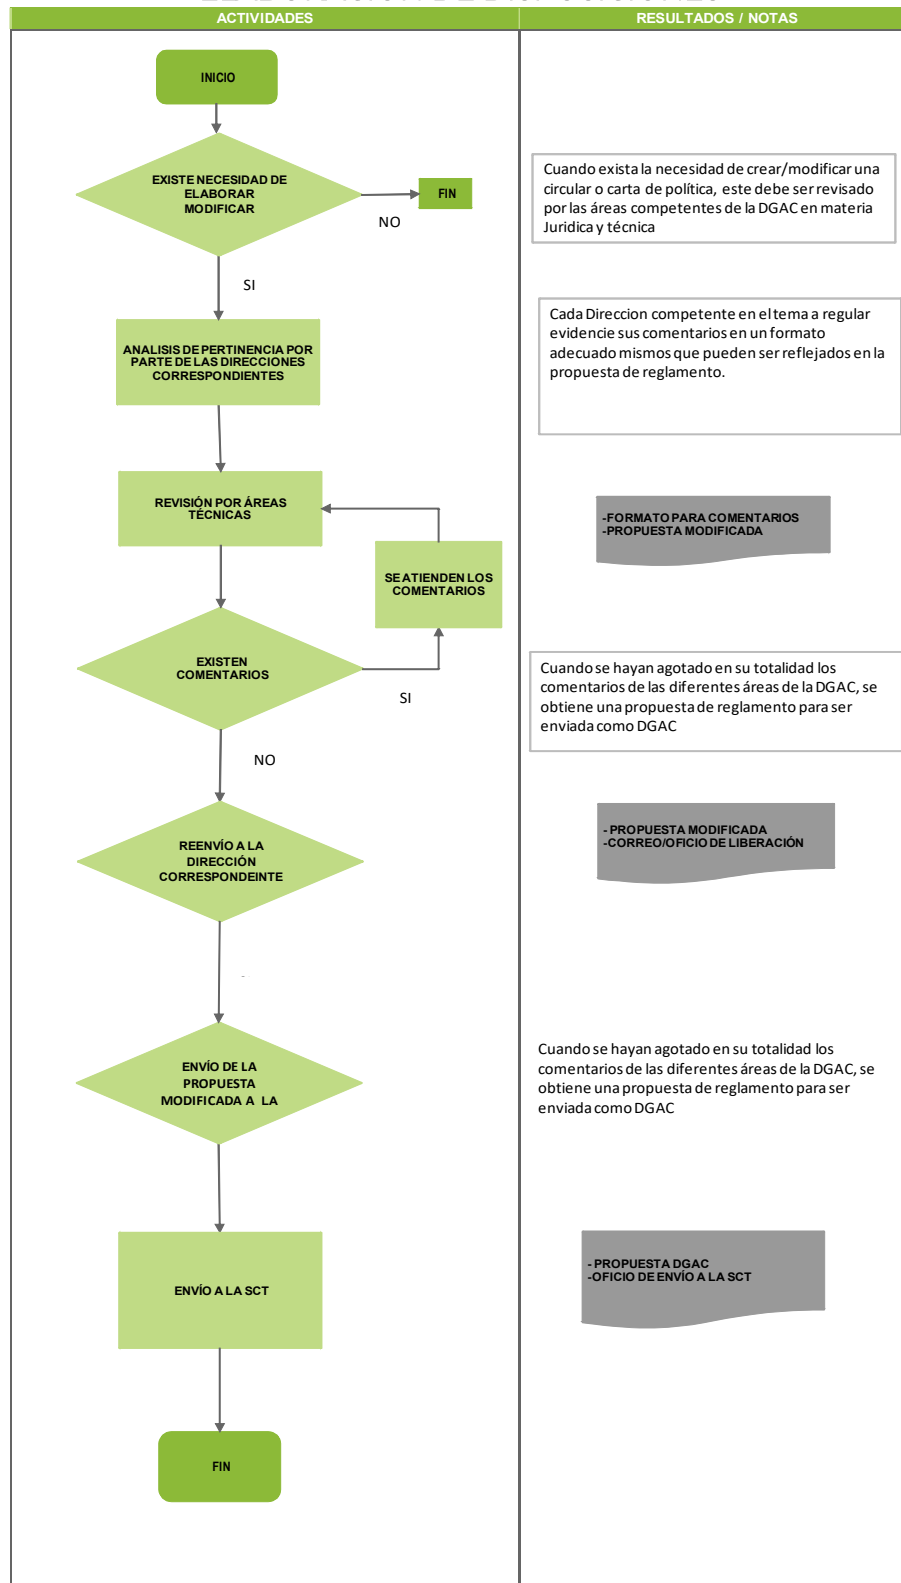 ACTIVIDADES
RESULTADOS / NOTAS
INICIO
EXISTE NECESIDAD DE
ELABORAR
MODIFICAR
FIN
NO
SI
Cuando exista la necesidad de crear/modificar una
circular o carta de política, este debe ser revisado
por las áreas competentes de la DGAC en materia
Juridica y técnica
ANALISIS DE PERTINENCIA POR
PARTE DE LAS DIRECCIONES
CORRESPONDIENTES
Cada Direccion competente en el tema a regular
evidencie sus comentarios en un formato
adecuado mismos que pueden ser reflejados en la
propuesta de reglamento.
REVISIÓN POR ÁREAS
TÉCNICAS
-FORMATO PARA COMENTARIOS
-PROPUESTA MODIFICADA
SE ATIENDEN LOS
COMENTARIOS
EXISTEN
COMENTARIOS
SI
NO
Cuando se hayan agotado en su totalidad los
comentarios de las diferentes áreas de la DGAC, se
obtiene una propuesta de reglamento para ser
enviada como DGAC
REENVÍO A LA
DIRECCIÓN
CORRESPONDEINTE
- PROPUESTA MODIFICADA
-CORREO/OFICIO DE LIBERACIÓN
ENVÍO DE LA
PROPUESTA
MODIFICADA A LA
Cuando se hayan agotado en su totalidad los
comentarios de las diferentes áreas de la DGAC, se
obtiene una propuesta de reglamento para ser
enviada como DGAC
ENVÍO A LA SCT
- PROPUESTA DGAC
-OFICIO DE ENVÍO A LA SCT
FIN